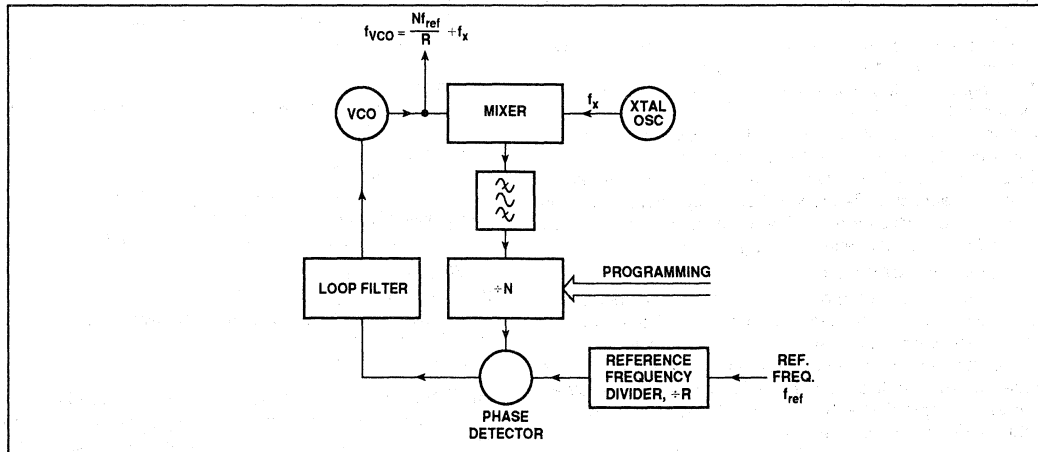 fVCO = Nfref/R + fx
VCO
MIXER
fx
XTAL
OSC
LOOP FILTER
÷N
PROGRAMMING
PHASE
DETECTOR
REFERENCE
FREQUENCY
DIVIDER, ÷R
REF.
FREQ.
fref